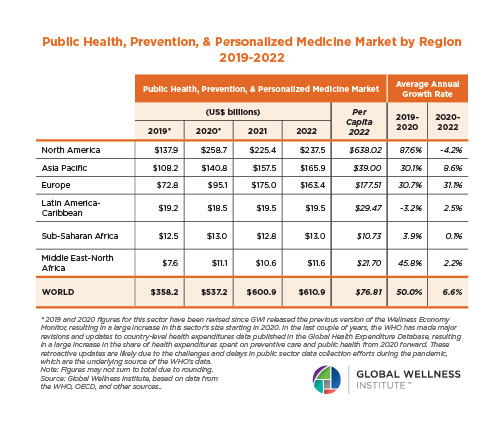 Public Health, Prevention, & Personalized Medicine Market by Region
2019-2022
Public Health, Prevention, & Personalized Medicine Market
Average Annual
Growth Rate
(US$ billions)
Per
Capita
2022
2019-
2020
2020-
2022
2019* 2020* 2021 2022
North America $137.9 $258.7 $225.4 $237.5 $638.02 87.6% -4.2%
Asia Pacific $108.2 $140.8 $157.5 $165.9 $39.00 30.1% 8.6%
Europe $72.8 $95.1 $175.0 $163.4 $177.51 30.7% 31.1%
Latin America-
Caribbean $19.2 $18.5 $19.5 $19.5 $29.47 -3.2% 2.5%
Sub-Saharan Africa $12.5 $13.0 $12.8 $13.0 $10.73 3.9% 0.1%
Middle East-North
Africa $7.6 $11.1 $10.6 $11.6 $21.70 45.8% 2.2%
WORLD $358.2 $537.2 $600.9 $610.9 $76.81 50.0% 6.6%
* 2019 and 2020 figures for this sector have been revised since GWI released the previous version of the Wellness Economy
Monitor, resulting in a large increase in this sector's size starting in 2020. In the last couple of years, the WHO has made major
revisions and updates to country-level health expenditures data published in the Global Health Expenditure Database, resulting
in a large increase in the share of health expenditures spent on preventive care and public health from 2020 forward. These
retroactive updates are likely due to the challenges and delays in public sector data collection efforts during the pandemic,
which are the underlying source of the WHO's data.
Note: Figures may not sum to total due to rounding.
Source: Global Wellness Institute, based on data from
the WHO, OECD, and other sources..
GLOBAL WELLNESS
INSTITUTE™